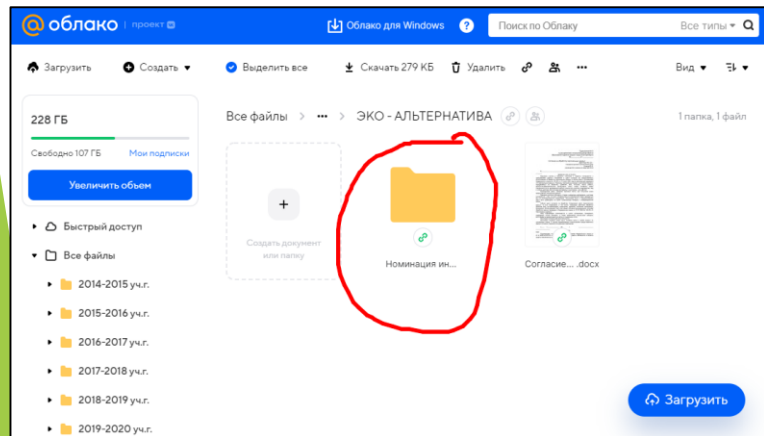 облако проект
Облако для Windows
?
Поиск по Облаку
Все типы
Загрузить
Создать
Выделить все
Скачать 279 КБ
Удалить
Вид
228 ГБ
Свободно 107 ГБ
Мои подписки
Увеличить объем
Все файлы > ••• > ЭКО - АЛЬТЕРНАТИВА
1 папка, 1 файл
Создать документ
или папку
Номинация ин...
Согласие... .docx
Быстрый доступ
Все файлы
2014-2015 уч.г.
2015-2016 уч.г.
2016-2017 уч.г.
2017-2018 уч.г.
2018-2019 уч.г.
2019-2020 уч.г.
Загрузить